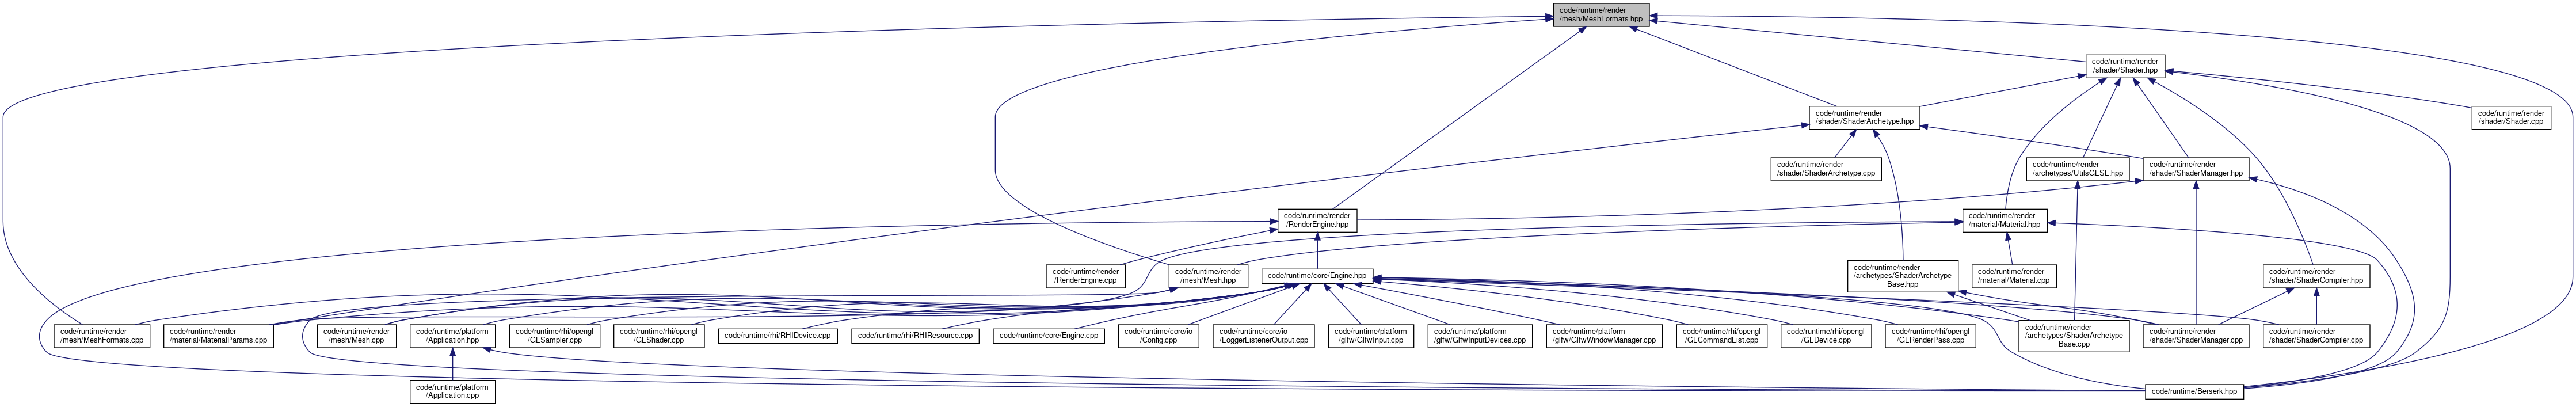 code/runtime/render
/mesh/MeshFormats.hpp
code/runtime/render
/shader/Shader.hpp
code/runtime/render
/shader/ShaderArchetype.hpp
code/runtime/render
/shader/Shader.cpp
code/runtime/render
/shader/ShaderArchetype.cpp
code/runtime/render
/archetypes/UtilsGLSL.hpp
code/runtime/render
/shader/ShaderManager.hpp
code/runtime/render
/RenderEngine.hpp
code/runtime/render
/material/Material.hpp
code/runtime/render
/RenderEngine.cpp
code/runtime/render
/mesh/Mesh.hpp
code/runtime/core/Engine.hpp
code/runtime/render
/archetypes/ShaderArchetype
Base.hpp
code/runtime/render
/material/Material.cpp
code/runtime/render
/shader/ShaderCompiler.hpp
code/runtime/render
/mesh/MeshFormats.cpp
code/runtime/render
/material/MaterialParams.cpp
code/runtime/render
/mesh/Mesh.cpp
code/runtime/platform
/Application.hpp
code/runtime/rhi/opengl
/GLSampler.cpp
code/runtime/rhi/opengl
/GLShader.cpp
code/runtime/rhi/RHIDevice.cpp
code/runtime/rhi/RHIResource.cpp
code/runtime/core/Engine.cpp
code/runtime/core/io
/Config.cpp
code/runtime/core/io
/LoggerListenerOutput.cpp
code/runtime/platform
/glfw/GlfwInput.cpp
code/runtime/platform
/glfw/GlfwInputDevices.cpp
code/runtime/platform
/glfw/GlfwWindowManager.cpp
code/runtime/rhi/opengl
/GLCommandList.cpp
code/runtime/rhi/opengl
/GLDevice.cpp
code/runtime/rhi/opengl
/GLRenderPass.cpp
code/runtime/render
/archetypes/ShaderArchetype
Base.cpp
code/runtime/render
/shader/ShaderManager.cpp
code/runtime/render
/shader/ShaderCompiler.cpp
code/runtime/platform
/Application.cpp
code/runtime/Berserk.hpp